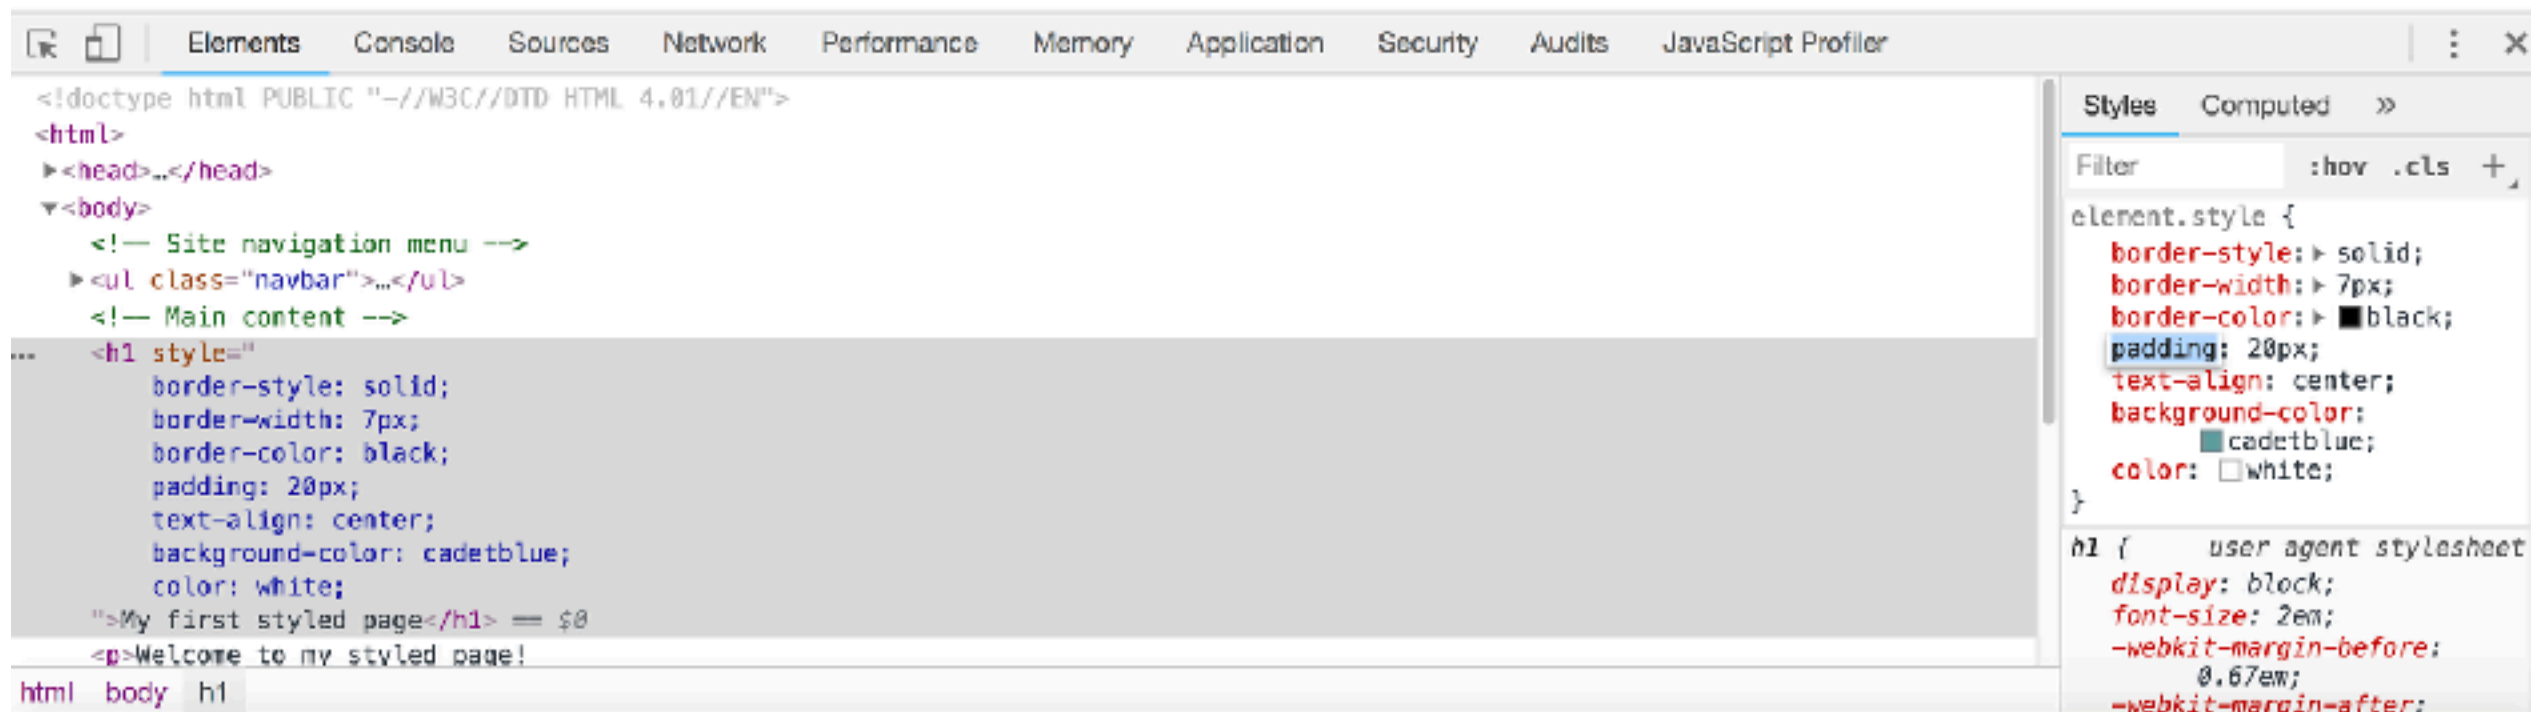 Elements Console Sources Network Performance Memory Application Security Audits JavaScript Profiler
<!doctype html PUBLIC "-//W3C//DTD HTML 4.01//EN">
<html>
<head>…</head>
<body>
<!-- Site navigation menu -->
<ul class="navbar">…</ul>
<!-- Main content -->
<h1 style="
border-style: solid;
border-width: 7px;
border-color: black;
padding: 20px;
text-align: center;
background-color: cadetblue;
color: white;
">My first styled page</h1> == $0
<p>Welcome to my styled page!
html body h1
Styles Computed »
Filter :hov .cls +
element.style {
border-style: solid;
border-width: 7px;
border-color: black;
padding: 20px;
text-align: center;
background-color:
cadetblue;
color: white;
}
h1 { user agent stylesheet
display: block;
font-size: 2em;
-webkit-margin-before:
0.67em;
-webkit-margin-after: